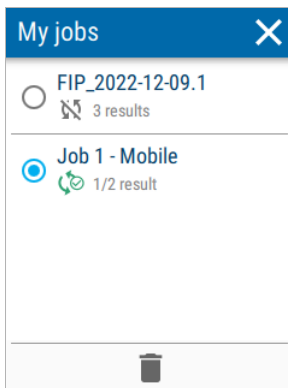 My jobs
FIP_2022-12-09.1
3 results
Job 1 - Mobile
1/2 result